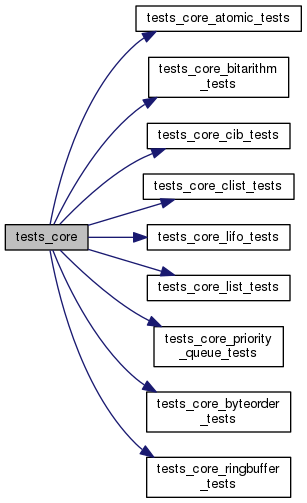 tests_core_atomic_tests
tests_core_bitarithm
_tests
tests_core_cib_tests
tests_core_clist_tests
tests_core
tests_core_lifo_tests
tests_core_list_tests
tests_core_priority
_queue_tests
tests_core_byteorder
_tests
tests_core_ringbuffer
_tests